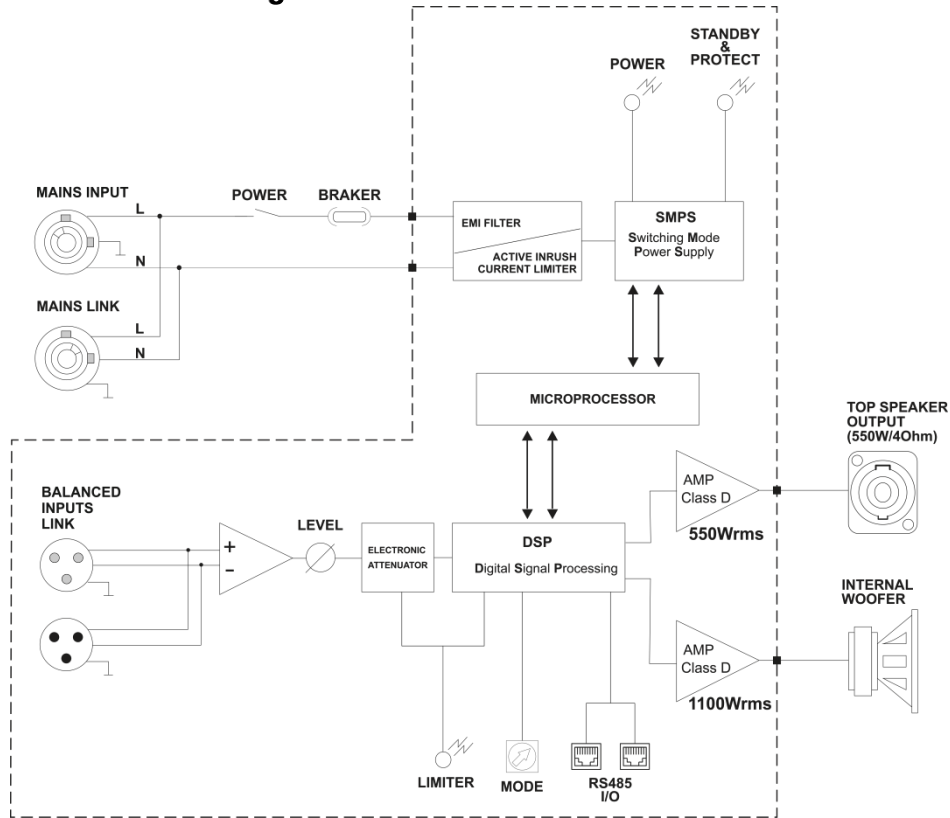 g
STANDBY
&
PROTECT
POWER
MAINS INPUT
L
POWER
BRAKER
N
EMI FILTER
ACTIVE INRUSH
CURRENT LIMITER
SMPS
Switching Mode
Power Supply
MAINS LINK
L
N
MICROPROCESSOR
TOP SPEAKER
OUTPUT
(550W/4Ohm)
AMP
Class D
550Wrms
BALANCED
INPUTS
LINK
+
−
LEVEL
ELECTRONIC
ATTENUATOR
DSP
Digital Signal Processing
INTERNAL
WOOFER
AMP
Class D
1100Wrms
LIMITER
MODE
RS485
I/O